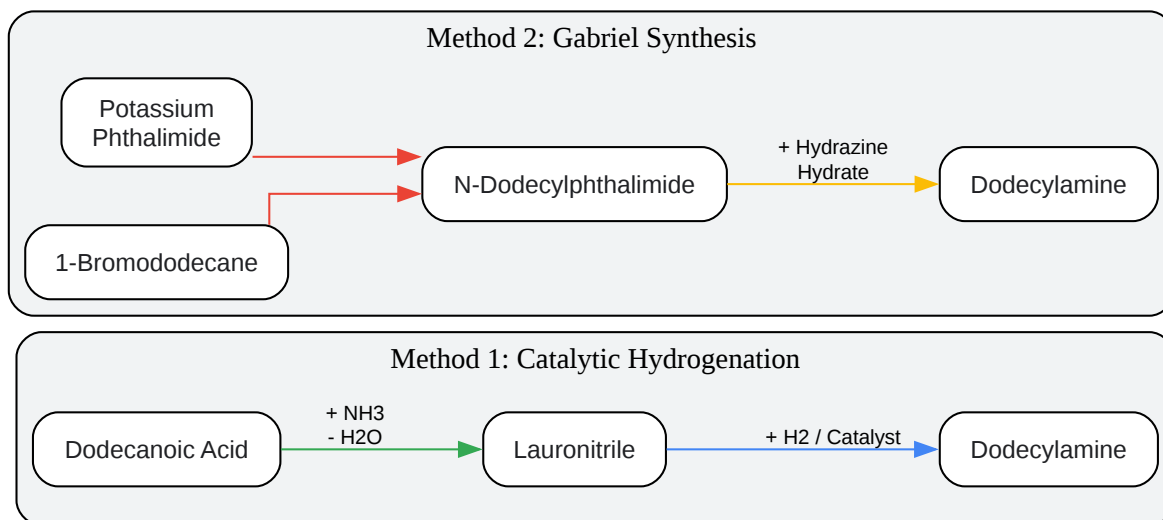 Method 2: Gabriel Synthesis
Potassium
Phthalimide
+ Hydrazine
Hydrate
N-Dodecylphthalimide
Dodecylamine
1-Bromododecane
Method 1: Catalytic Hydrogenation
+ NH3
- H2O
Dodecanoic Acid
Lauronitrile
+ H2 / Catalyst
Dodecylamine